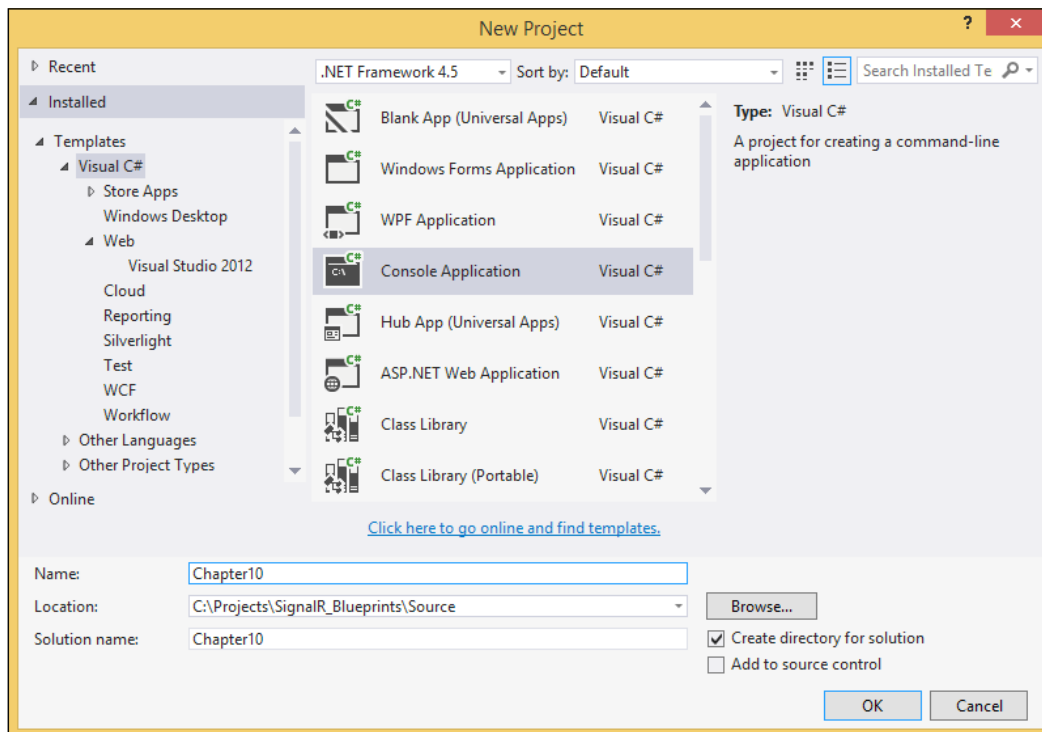 New Project
?
Recent
.NET Framework 4.5
Sort by: Default
Search Installed Te
Installed
Templates
Visual C#
Store Apps
Windows Desktop
Web
Visual Studio 2012
Cloud
Reporting
Silverlight
Test
WCF
Workflow
Other Languages
Other Project Types
Online
C# Blank App (Universal Apps) Visual C#
C# Windows Forms Application Visual C#
C# WPF Application Visual C#
C# C:\ Console Application Visual C#
C# Hub App (Universal Apps) Visual C#
C# ASP.NET Web Application Visual C#
C# Class Library Visual C#
C# Class Library (Portable) Visual C#
Type: Visual C#
A project for creating a command-line
application
Click here to go online and find templates.
Name: Chapter10
Location: C:\Projects\SignalR_Blueprints\Source
Browse...
Solution name: Chapter10
Create directory for solution
Add to source control
OK
Cancel